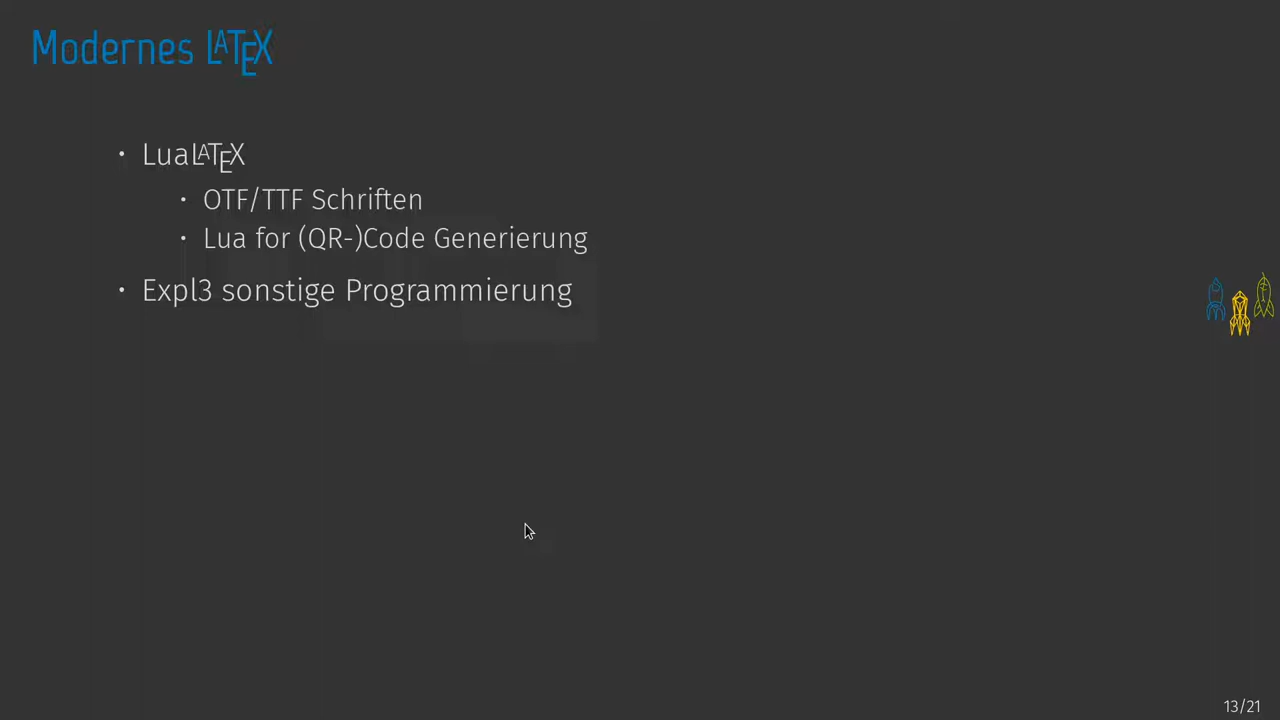 Modernes LATEX
• LuaLATEX
• OTF/TTF Schriften
• Lua for (QR-)Code Generierung
• Expl3 sonstige Programmierung
13/21